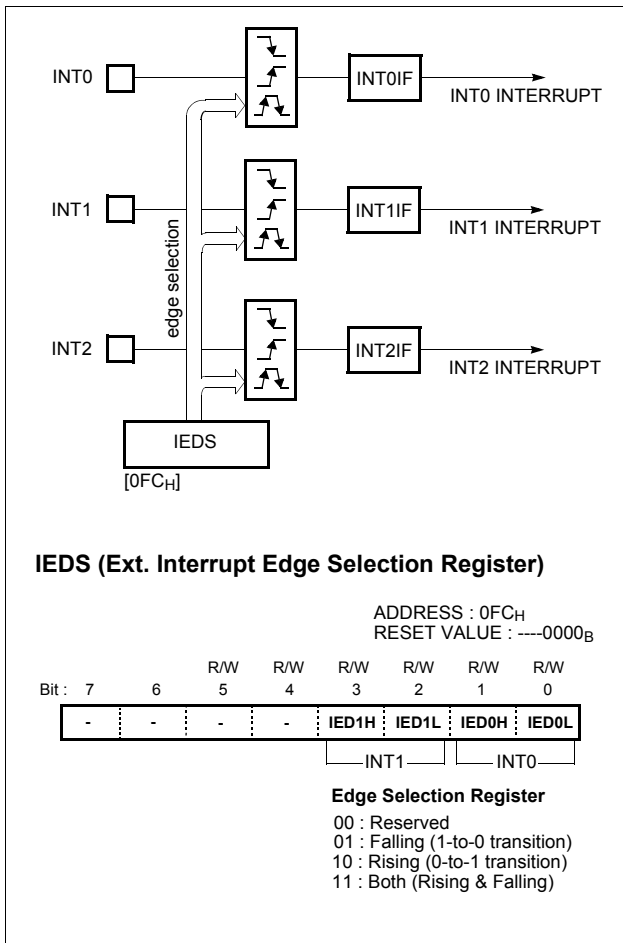 INT0
INT0IF
INT0 INTERRUPT
INT1
INT1IF
INT1 INTERRUPT
edge selection
INT2
INT2IF
INT2 INTERRUPT
IEDS
[0FCH]
IEDS (Ext. Interrupt Edge Selection Register)
ADDRESS : 0FCH
RESET VALUE : ----0000B
R/W R/W R/W R/W R/W R/W
Bit : 7 6 5 4 3 2 1 0
- - - - IED1H IED1L IED0H IED0L
INT1 INT0
Edge Selection Register
00 : Reserved
01 : Falling (1-to-0 transition)
10 : Rising (0-to-1 transition)
11 : Both (Rising & Falling)